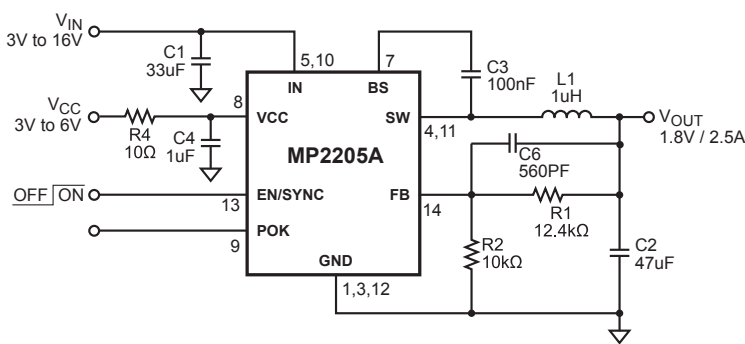 VIN
3V to 16V
C1
33uF
5,10
7
IN
BS
C3
100nF
L1
1uH
VCC
3V to 6V
R4
10Ω
C4
1uF
8
VCC
SW
4,11
VOUT
1.8V / 2.5A
MP2205A
C6
560PF
OFF ON
13
EN/SYNC
FB
14
R1
12.4kΩ
9
POK
GND
1,3,12
R2
10kΩ
C2
47uF